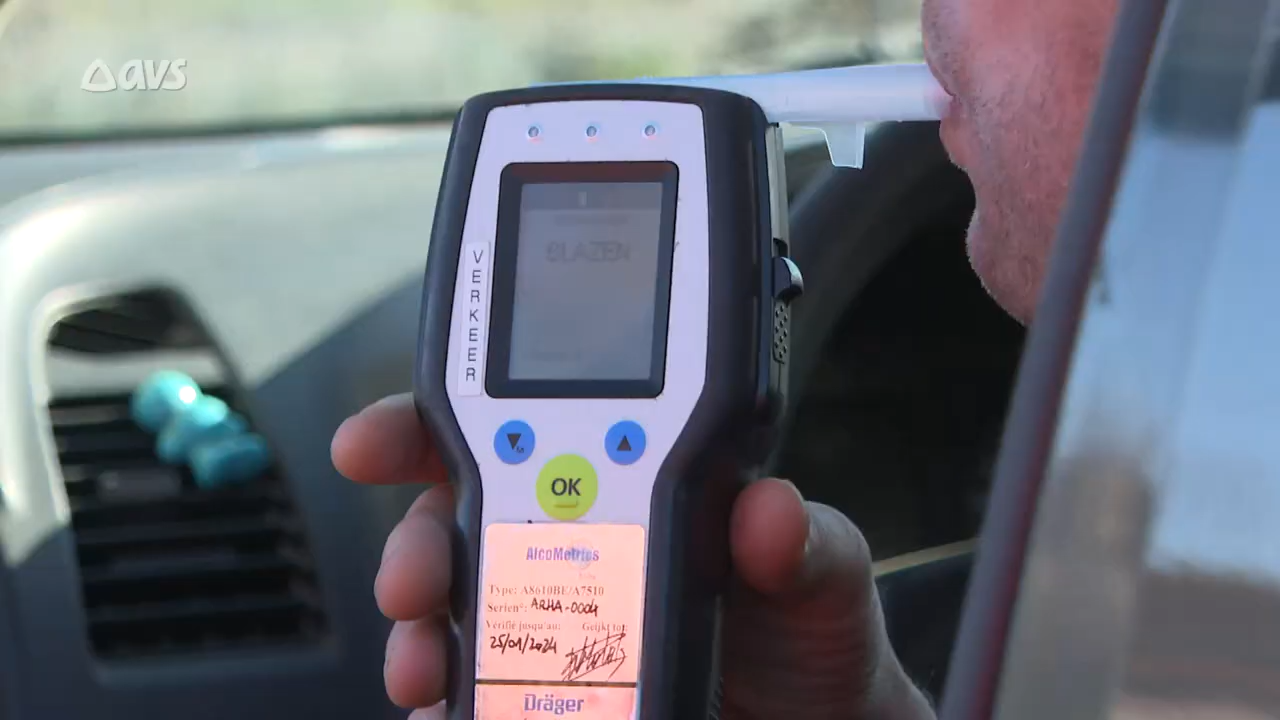 avs
BLAZEN
VERKEER
OK
AlcoMetrics
Type: A8610BE/A7510
Serien°: ARHA-0004
Vérifié jusqu'au: Geijkt tot:
25/01/2024
Dräger